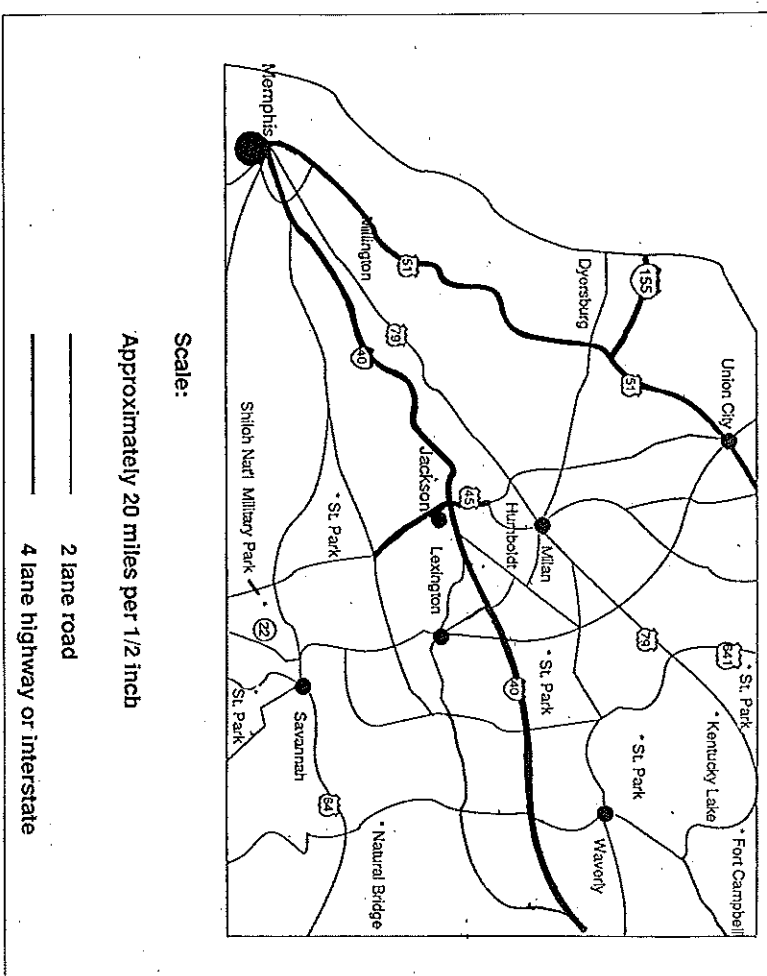 * St. Park
* Fort Campbell
641
Union City
* Kentucky Lake
155
79
* St. Park
51
Waverly
Dyersburg
Milan
* St. Park
40
Humboldt
45
Lexington
Jackson
51
79
* Natural Bridge
Millington
40
* St. Park
64
Savannah
Memphis
22
Shiloh Nat'l Military Park
* St. Park
Scale:
Approximately 20 miles per 1/2 inch
2 lane road
4 lane highway or interstate